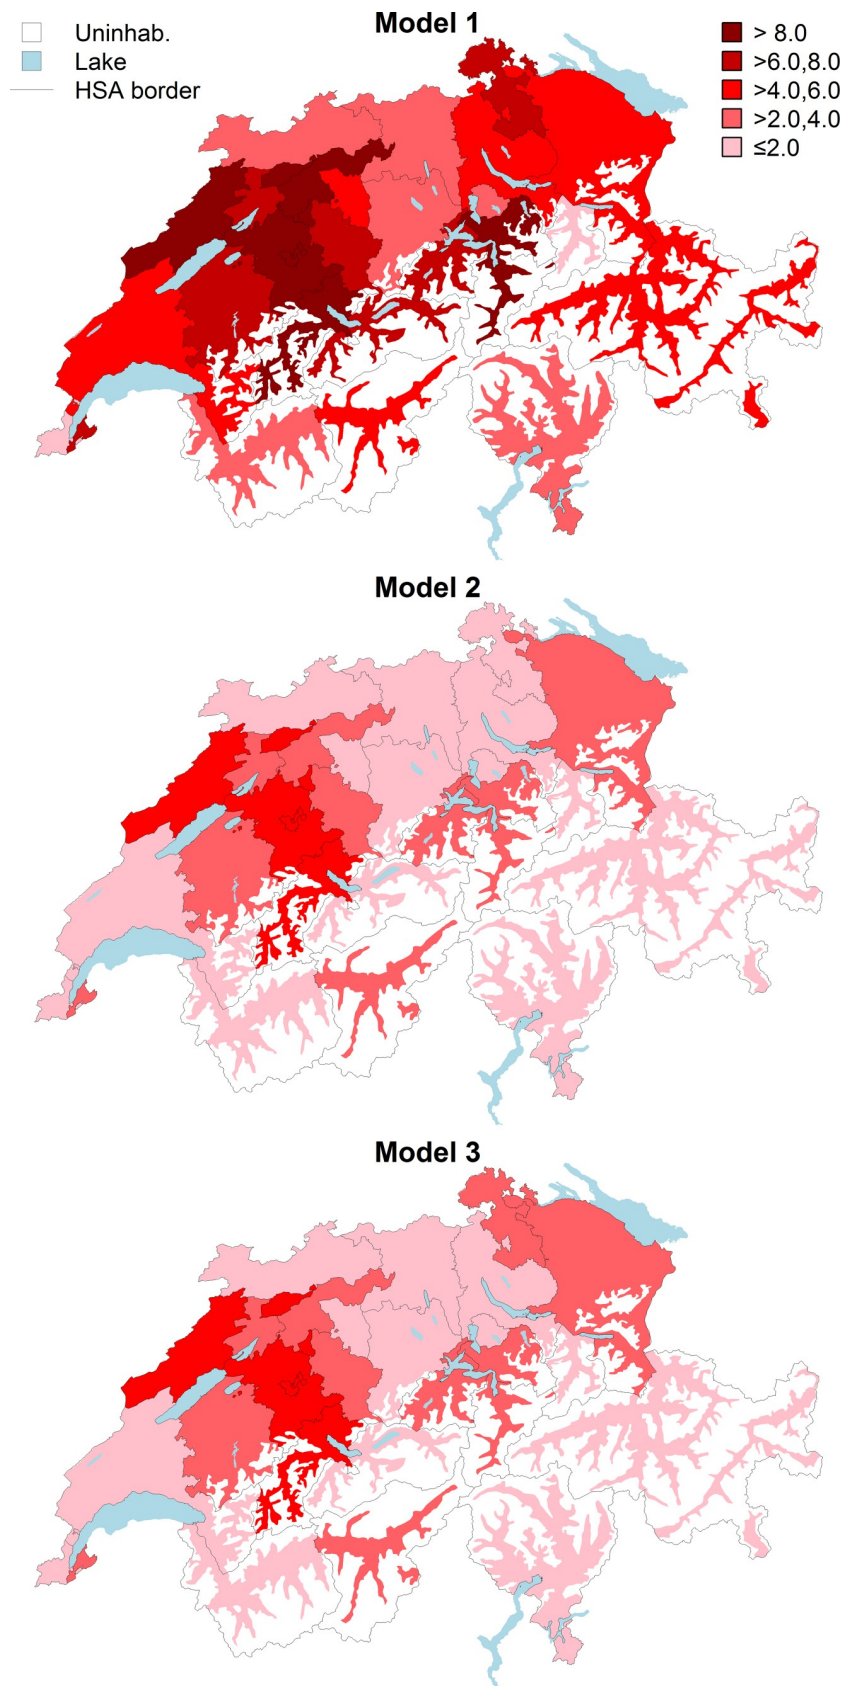 Model 1
Uninhab.
Lake
HSA border
> 8.0
>6.0,8.0
>4.0,6.0
>2.0,4.0
≤2.0
Model 2
Model 3